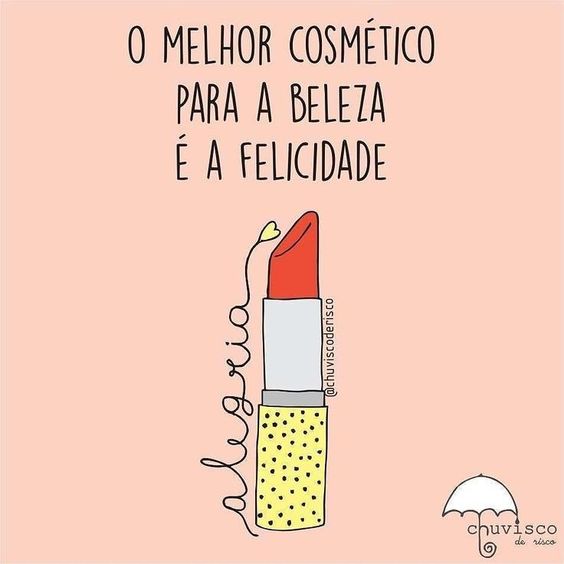 O MELHOR COSMÉTICO
PARA A BELEZA
É A FELICIDADE
alegria
@chuviscoderisco
chuvisco
de risco